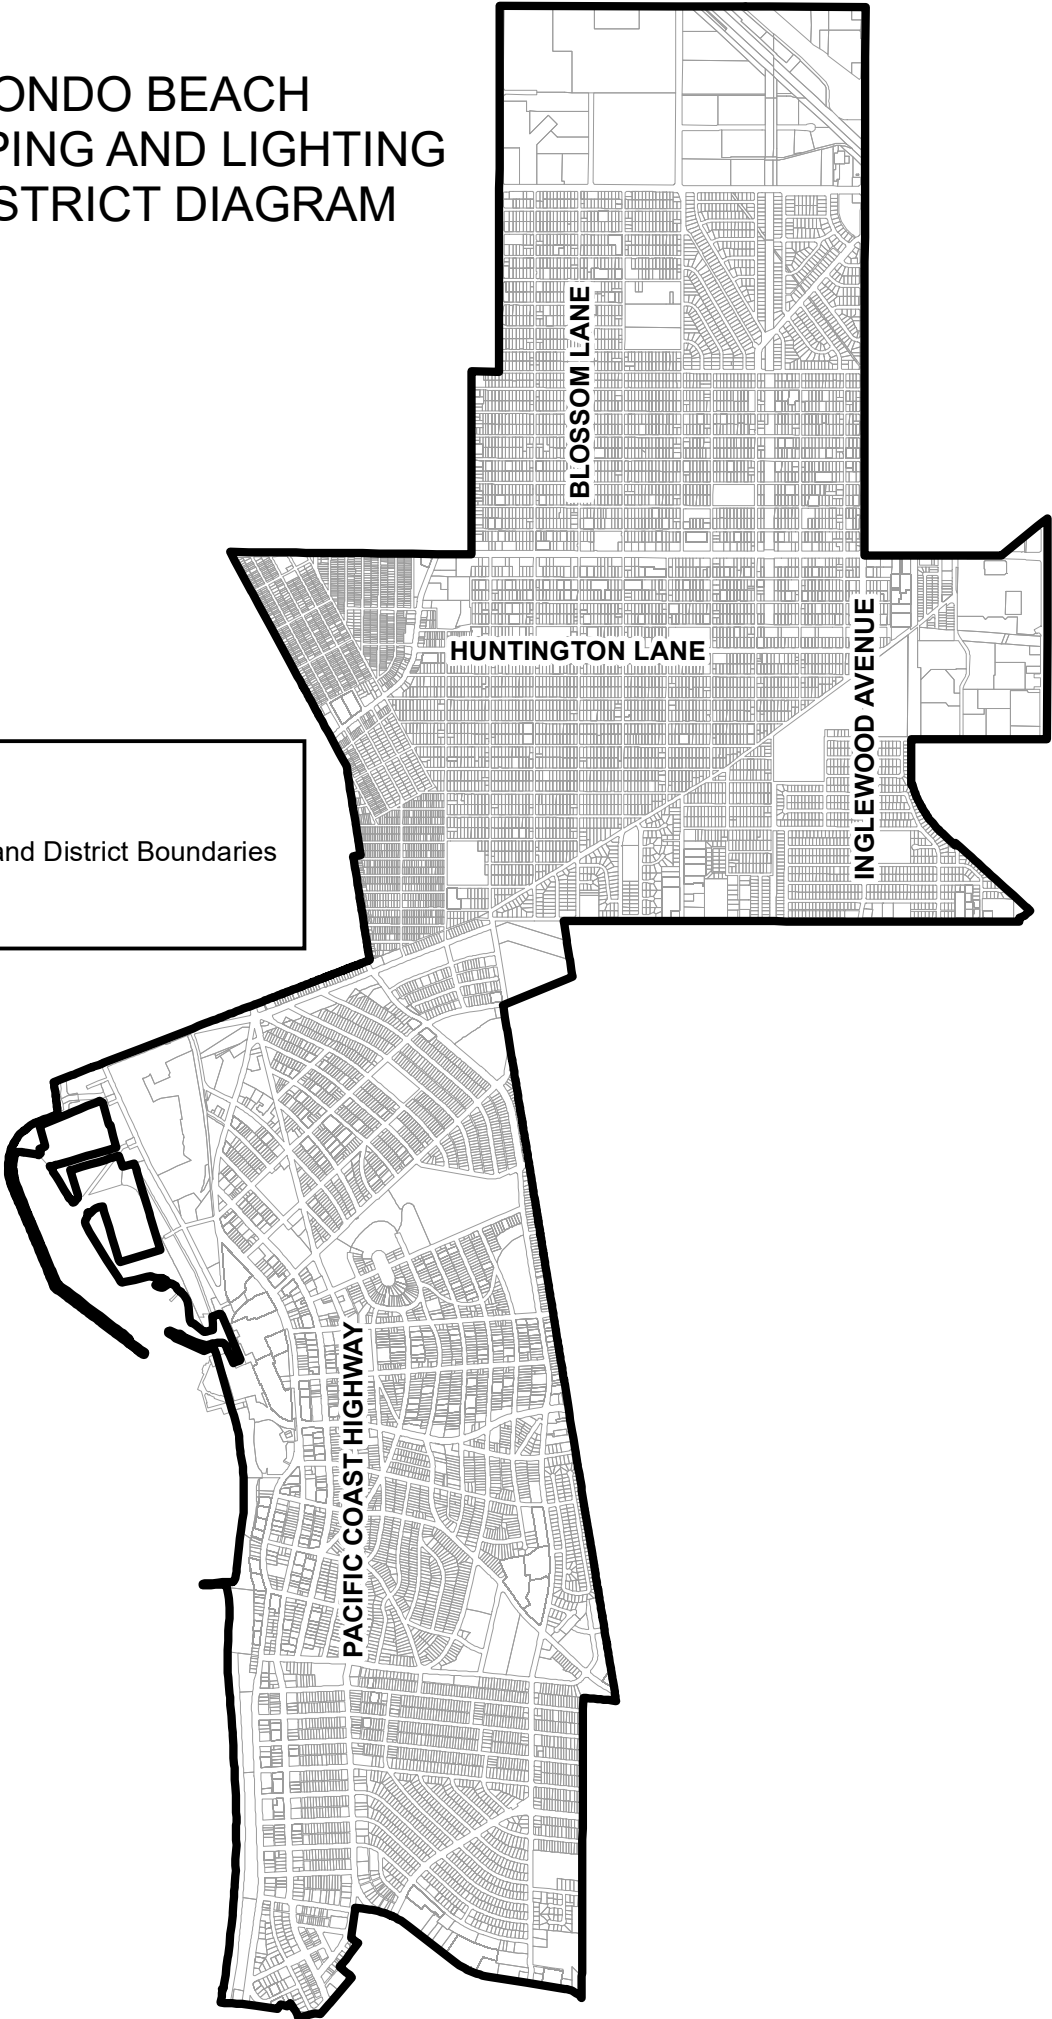 ONDO BEACH
PING AND LIGHTING
STRICT DIAGRAM
BLOSSOM LANE
HUNTINGTON LANE
INGLEWOOD AVENUE
and District Boundaries
PACIFIC COAST HIGHWAY